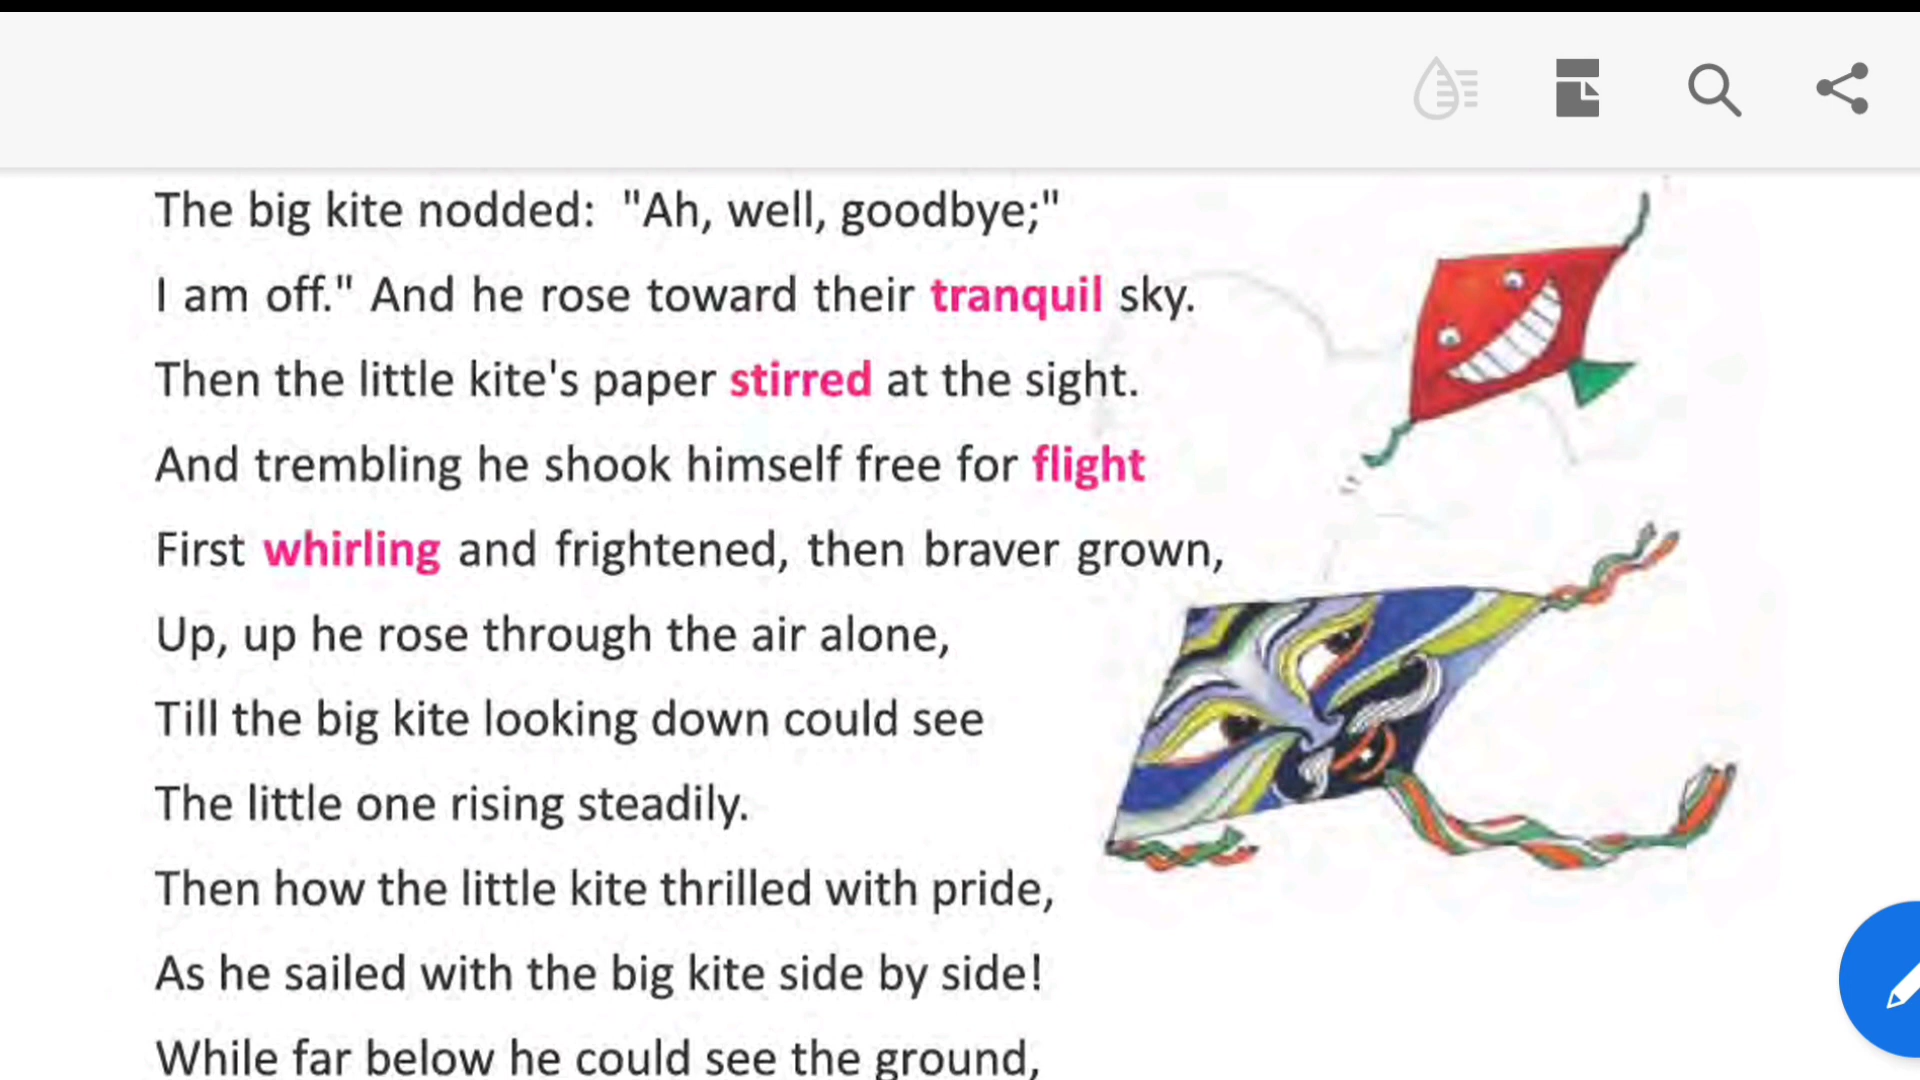 The big kite nodded: "Ah, well, goodbye;"
I am off." And he rose toward their tranquil sky.
Then the little kite's paper stirred at the sight.
And trembling he shook himself free for flight
First whirling and frightened, then braver grown,
Up, up he rose through the air alone,
Till the big kite looking down could see
The little one rising steadily.
Then how the little kite thrilled with pride,
As he sailed with the big kite side by side!
While far below he could see the ground,